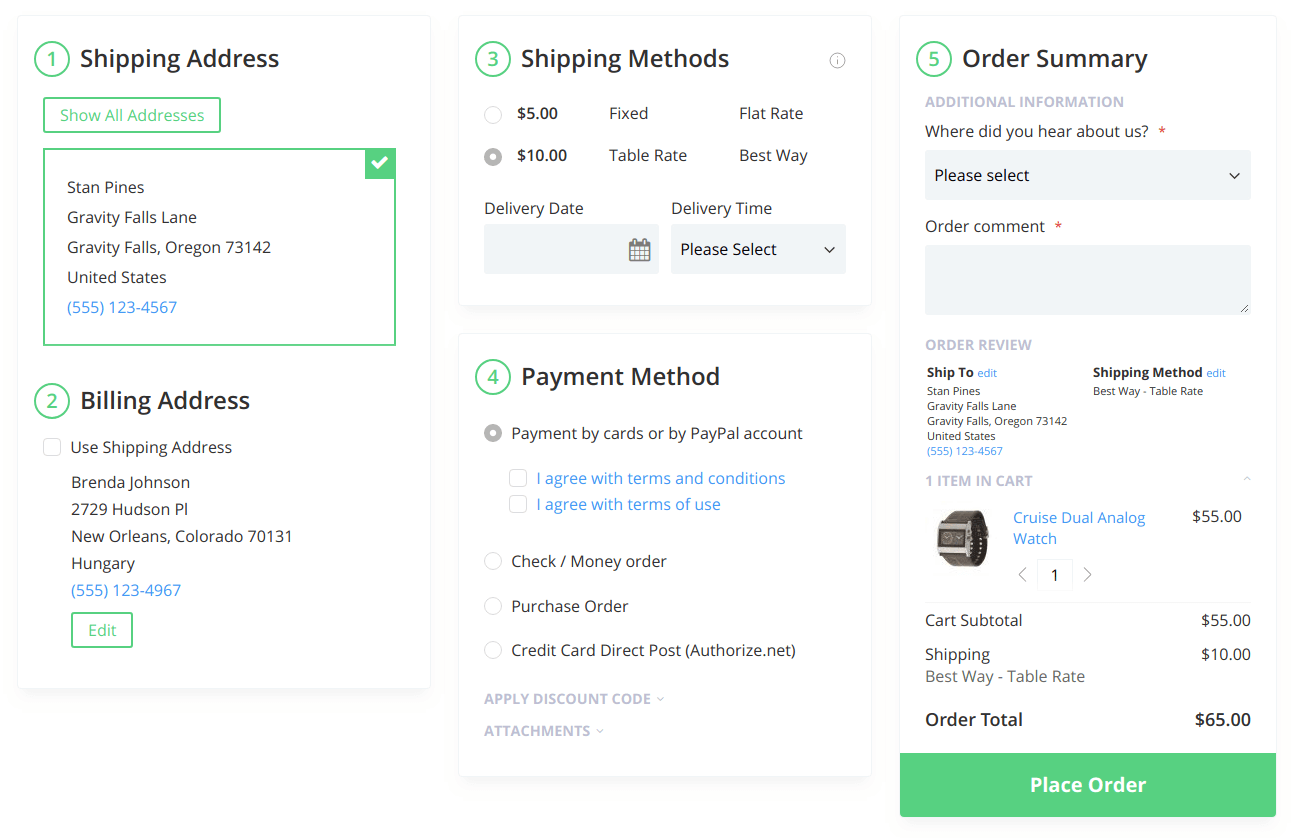 1 Shipping Address
Show All Addresses
Stan Pines
Gravity Falls Lane
Gravity Falls, Oregon 73142
United States
(555) 123-4567
2 Billing Address
Use Shipping Address
Brenda Johnson
2729 Hudson Pl
New Orleans, Colorado 70131
Hungary
(555) 123-4967
Edit
3 Shipping Methods
$5.00 Fixed Flat Rate
$10.00 Table Rate Best Way
Delivery Date Delivery Time
Please Select
4 Payment Method
Payment by cards or by PayPal account
I agree with terms and conditions
I agree with terms of use
Check / Money order
Purchase Order
Credit Card Direct Post (Authorize.net)
APPLY DISCOUNT CODE
ATTACHMENTS
5 Order Summary
ADDITIONAL INFORMATION
Where did you hear about us? *
Please select
Order comment *
ORDER REVIEW
Ship To edit
Stan Pines
Gravity Falls Lane
Gravity Falls, Oregon 73142
United States
(555) 123-4567
Shipping Method edit
Best Way - Table Rate
1 ITEM IN CART
Cruise Dual Analog $55.00
Watch
1
Cart Subtotal $55.00
Shipping $10.00
Best Way - Table Rate
Order Total $65.00
Place Order